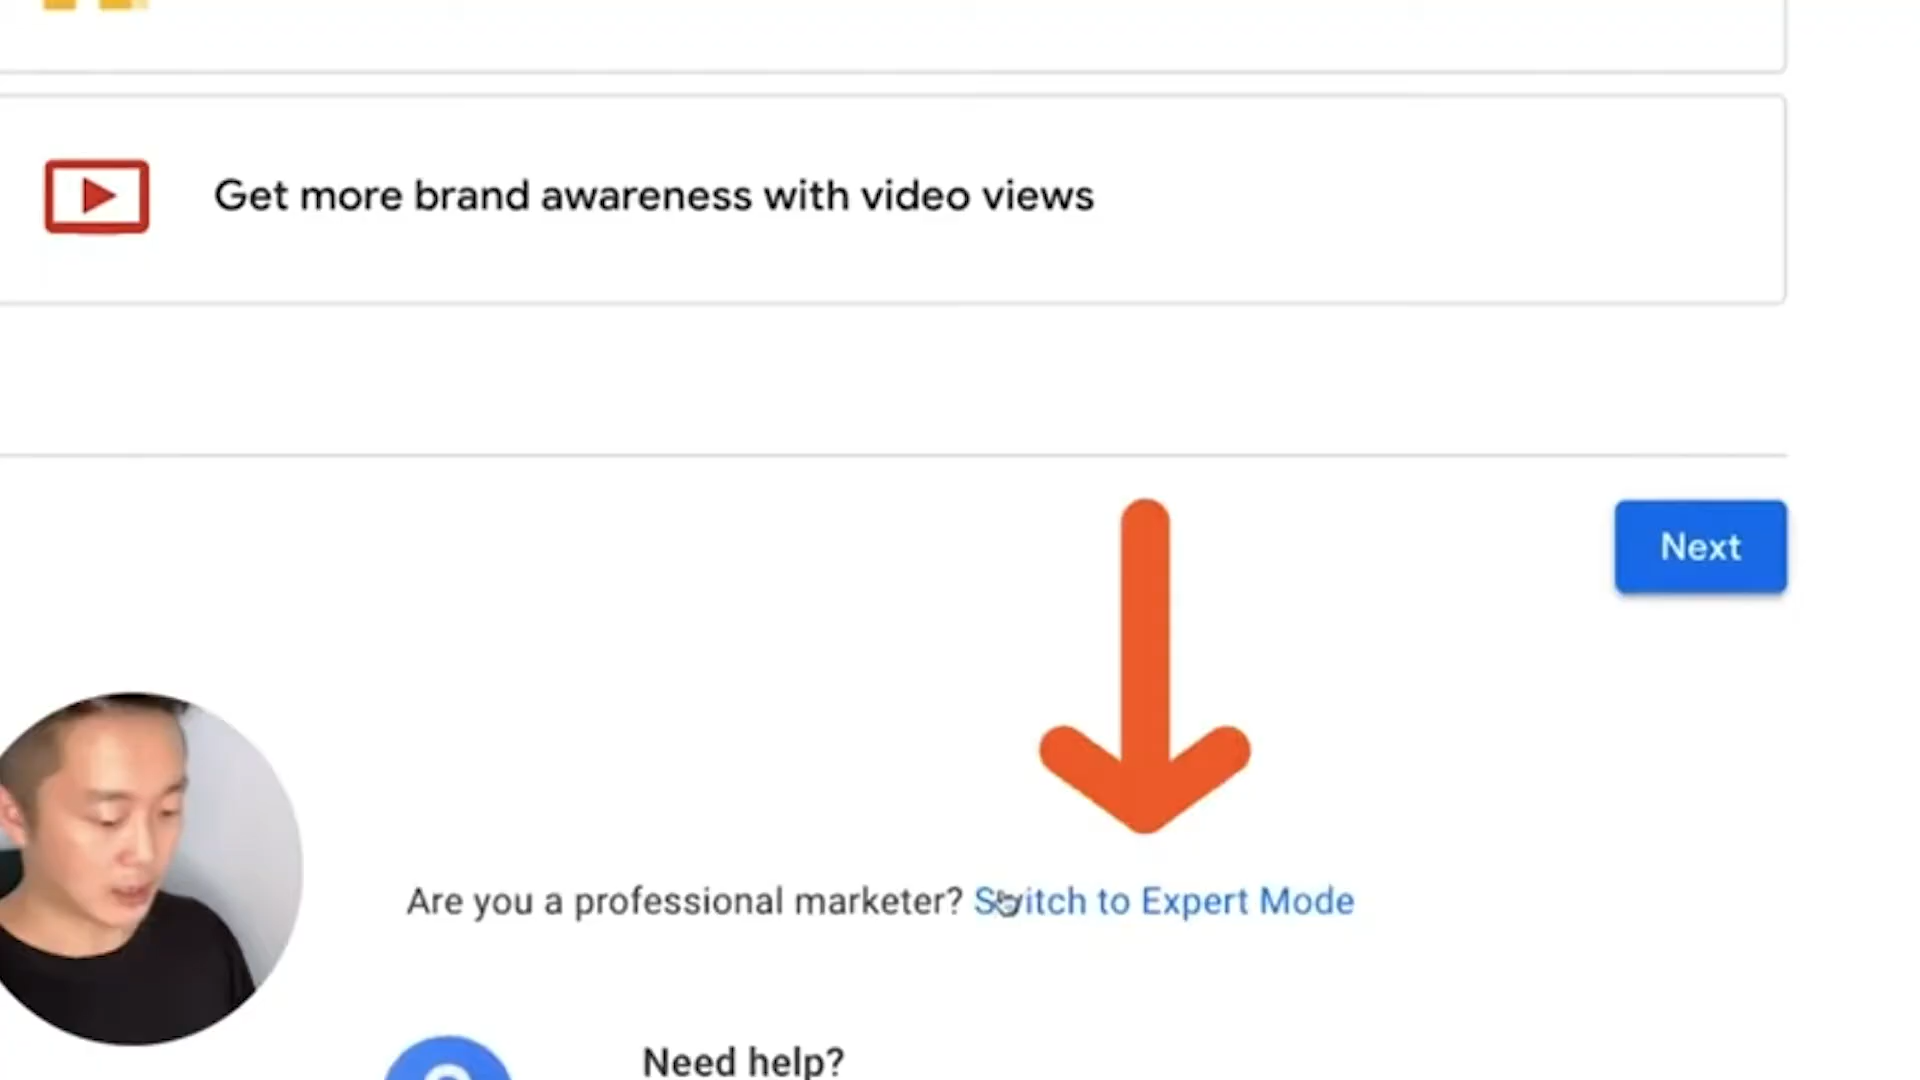 Get more brand awareness with video views
Next
Are you a professional marketer? Switch to Expert Mode
Need help?